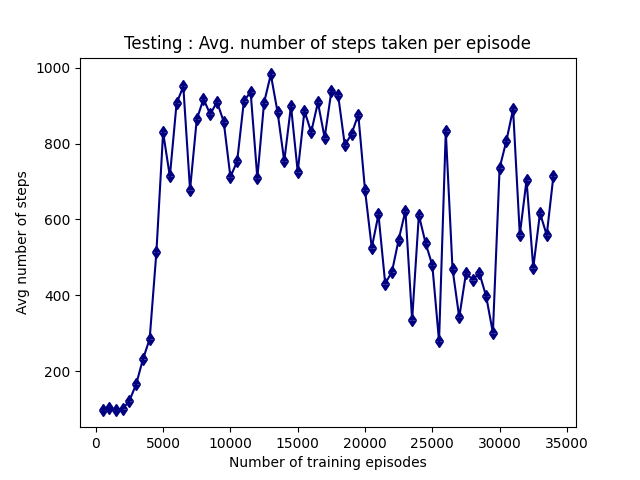 Testing : Avg. number of steps taken per episode
1000
800
600
400
200
Avg number of steps
0 5000 10000 15000 20000 25000 30000 35000
Number of training episodes